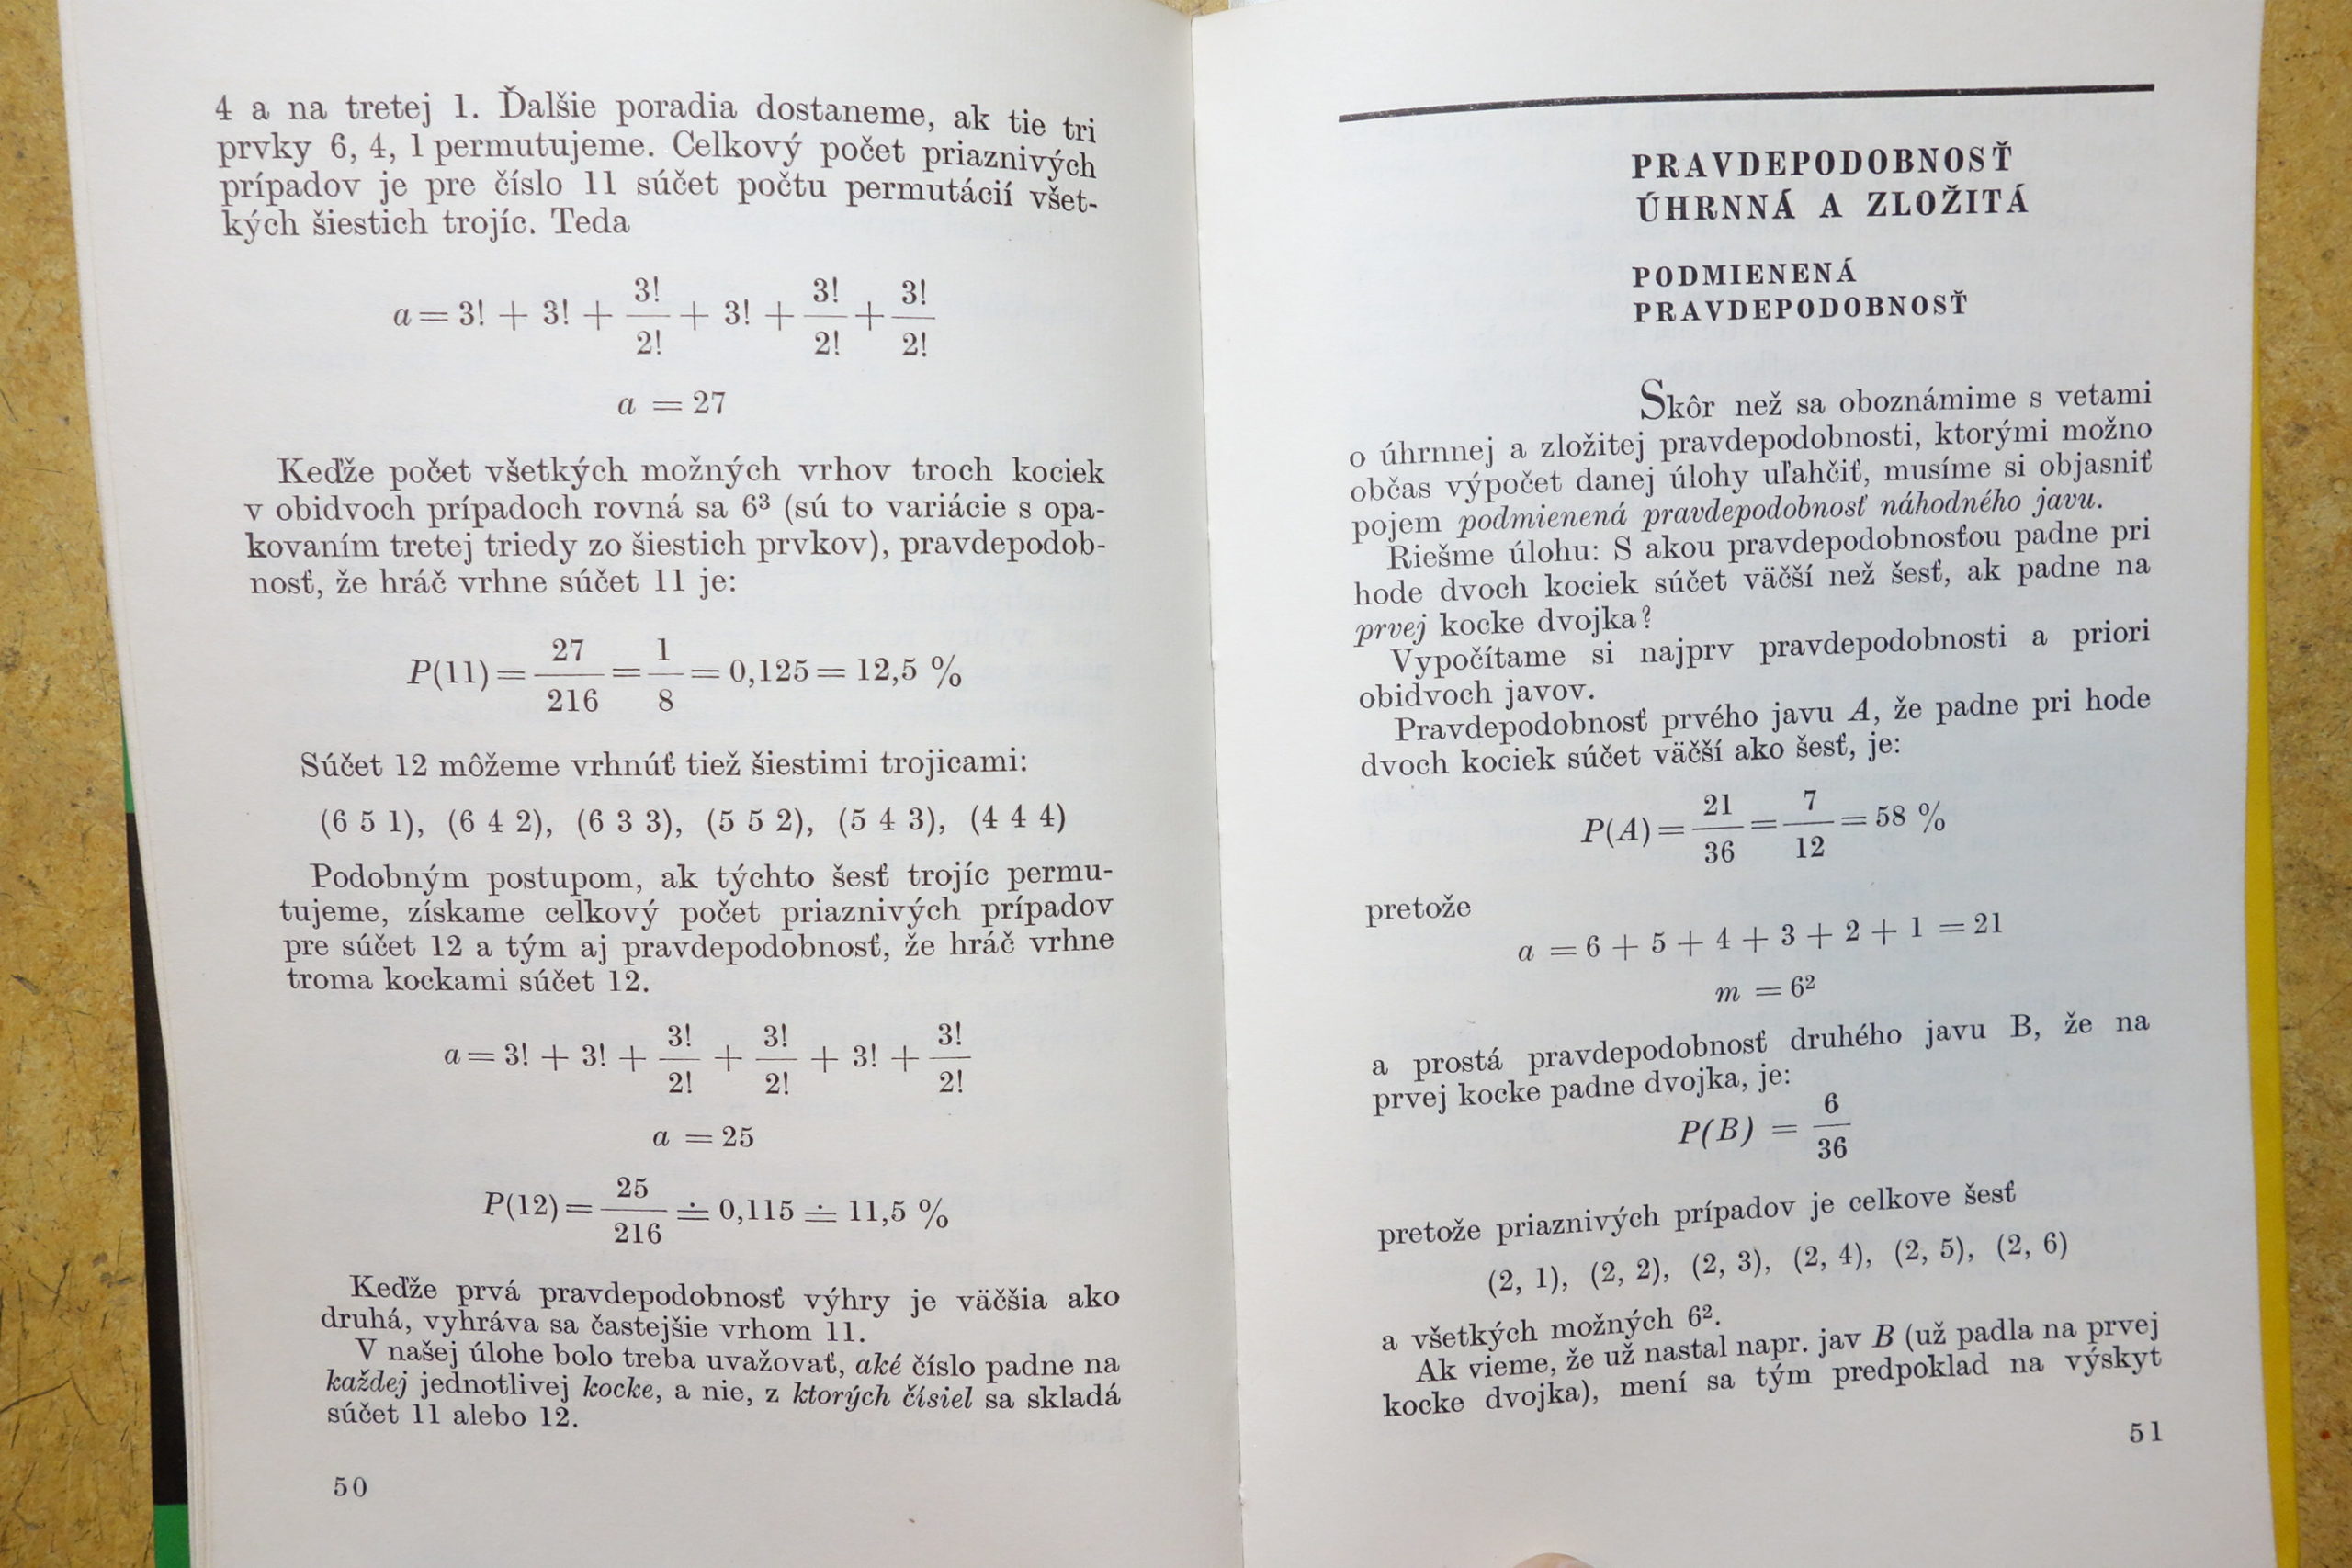 4 a na tretej 1. Ďalšie poradia dostaneme, ak tie tri
prvky 6, 4, 1 permutujeme. Celkový počet priaznivých
prípadov je pre číslo 11 súčet počtu permutácií všet-
kých šiestich trojíc. Teda
a = 3! + 3! + 3!/2! + 3! + 3!/2! + 3!/2!
a = 27
Keďže počet všetkých možných vrhov troch kociek
v obidvoch prípadoch rovná sa 6³ (sú to variácie s opa-
kovaním tretej triedy zo šiestich prvkov), pravdepodob-
nosť, že hráč vrhne súčet 11 je:
P(11) = 27/216 = 1/8 = 0,125 = 12,5 %
Súčet 12 môžeme vrhnúť tiež šiestimi trojicami:
(6 5 1), (6 4 2), (6 3 3), (5 5 2), (5 4 3), (4 4 4)
Podobným postupom, ak týchto šesť trojíc permu-
tujeme, získame celkový počet priaznivých prípadov
pre súčet 12 a tým aj pravdepodobnosť, že hráč vrhne
troma kockami súčet 12.
a = 3! + 3! + 3!/2! + 3!/2! + 3! + 3!/2!
a = 25
P(12) = 25/216 ≐ 0,115 ≐ 11,5 %
Keďže prvá pravdepodobnosť výhry je väčšia ako
druhá, vyhráva sa častejšie vrhom 11.
V našej úlohe bolo treba uvažovať, aké číslo padne na
každej jednotlivej kocke, a nie, z ktorých čísiel sa skladá
súčet 11 alebo 12.
50
PRAVDEPODOBNOSŤ
ÚHRNNÁ A ZLOŽITÁ
PODMIENENÁ
PRAVDEPODOBNOSŤ
Skôr než sa oboznámime s vetami
o úhrnnej a zložitej pravdepodobnosti, ktorými možno
občas výpočet danej úlohy uľahčiť, musíme si objasniť
pojem podmienená pravdepodobnosť náhodného javu.
Riešme úlohu: S akou pravdepodobnosťou padne pri
hode dvoch kociek súčet väčší než šesť, ak padne na
prvej kocke dvojka?
Vypočítame si najprv pravdepodobnosti a priori
obidvoch javov.
Pravdepodobnosť prvého javu A, že padne pri hode
dvoch kociek súčet väčší ako šesť, je:
P(A) = 21/36 = 7/12 = 58 %
pretože
a = 6 + 5 + 4 + 3 + 2 + 1 = 21
m = 6²
a prostá pravdepodobnosť druhého javu B, že na
prvej kocke padne dvojka, je:
P(B) = 6/36
pretože priaznivých prípadov je celkove šesť
(2, 1), (2, 2), (2, 3), (2, 4), (2, 5), (2, 6)
a všetkých možných 6².
Ak vieme, že už nastal napr. jav B (už padla na prvej
kocke dvojka), mení sa tým predpoklad na výskyt
51